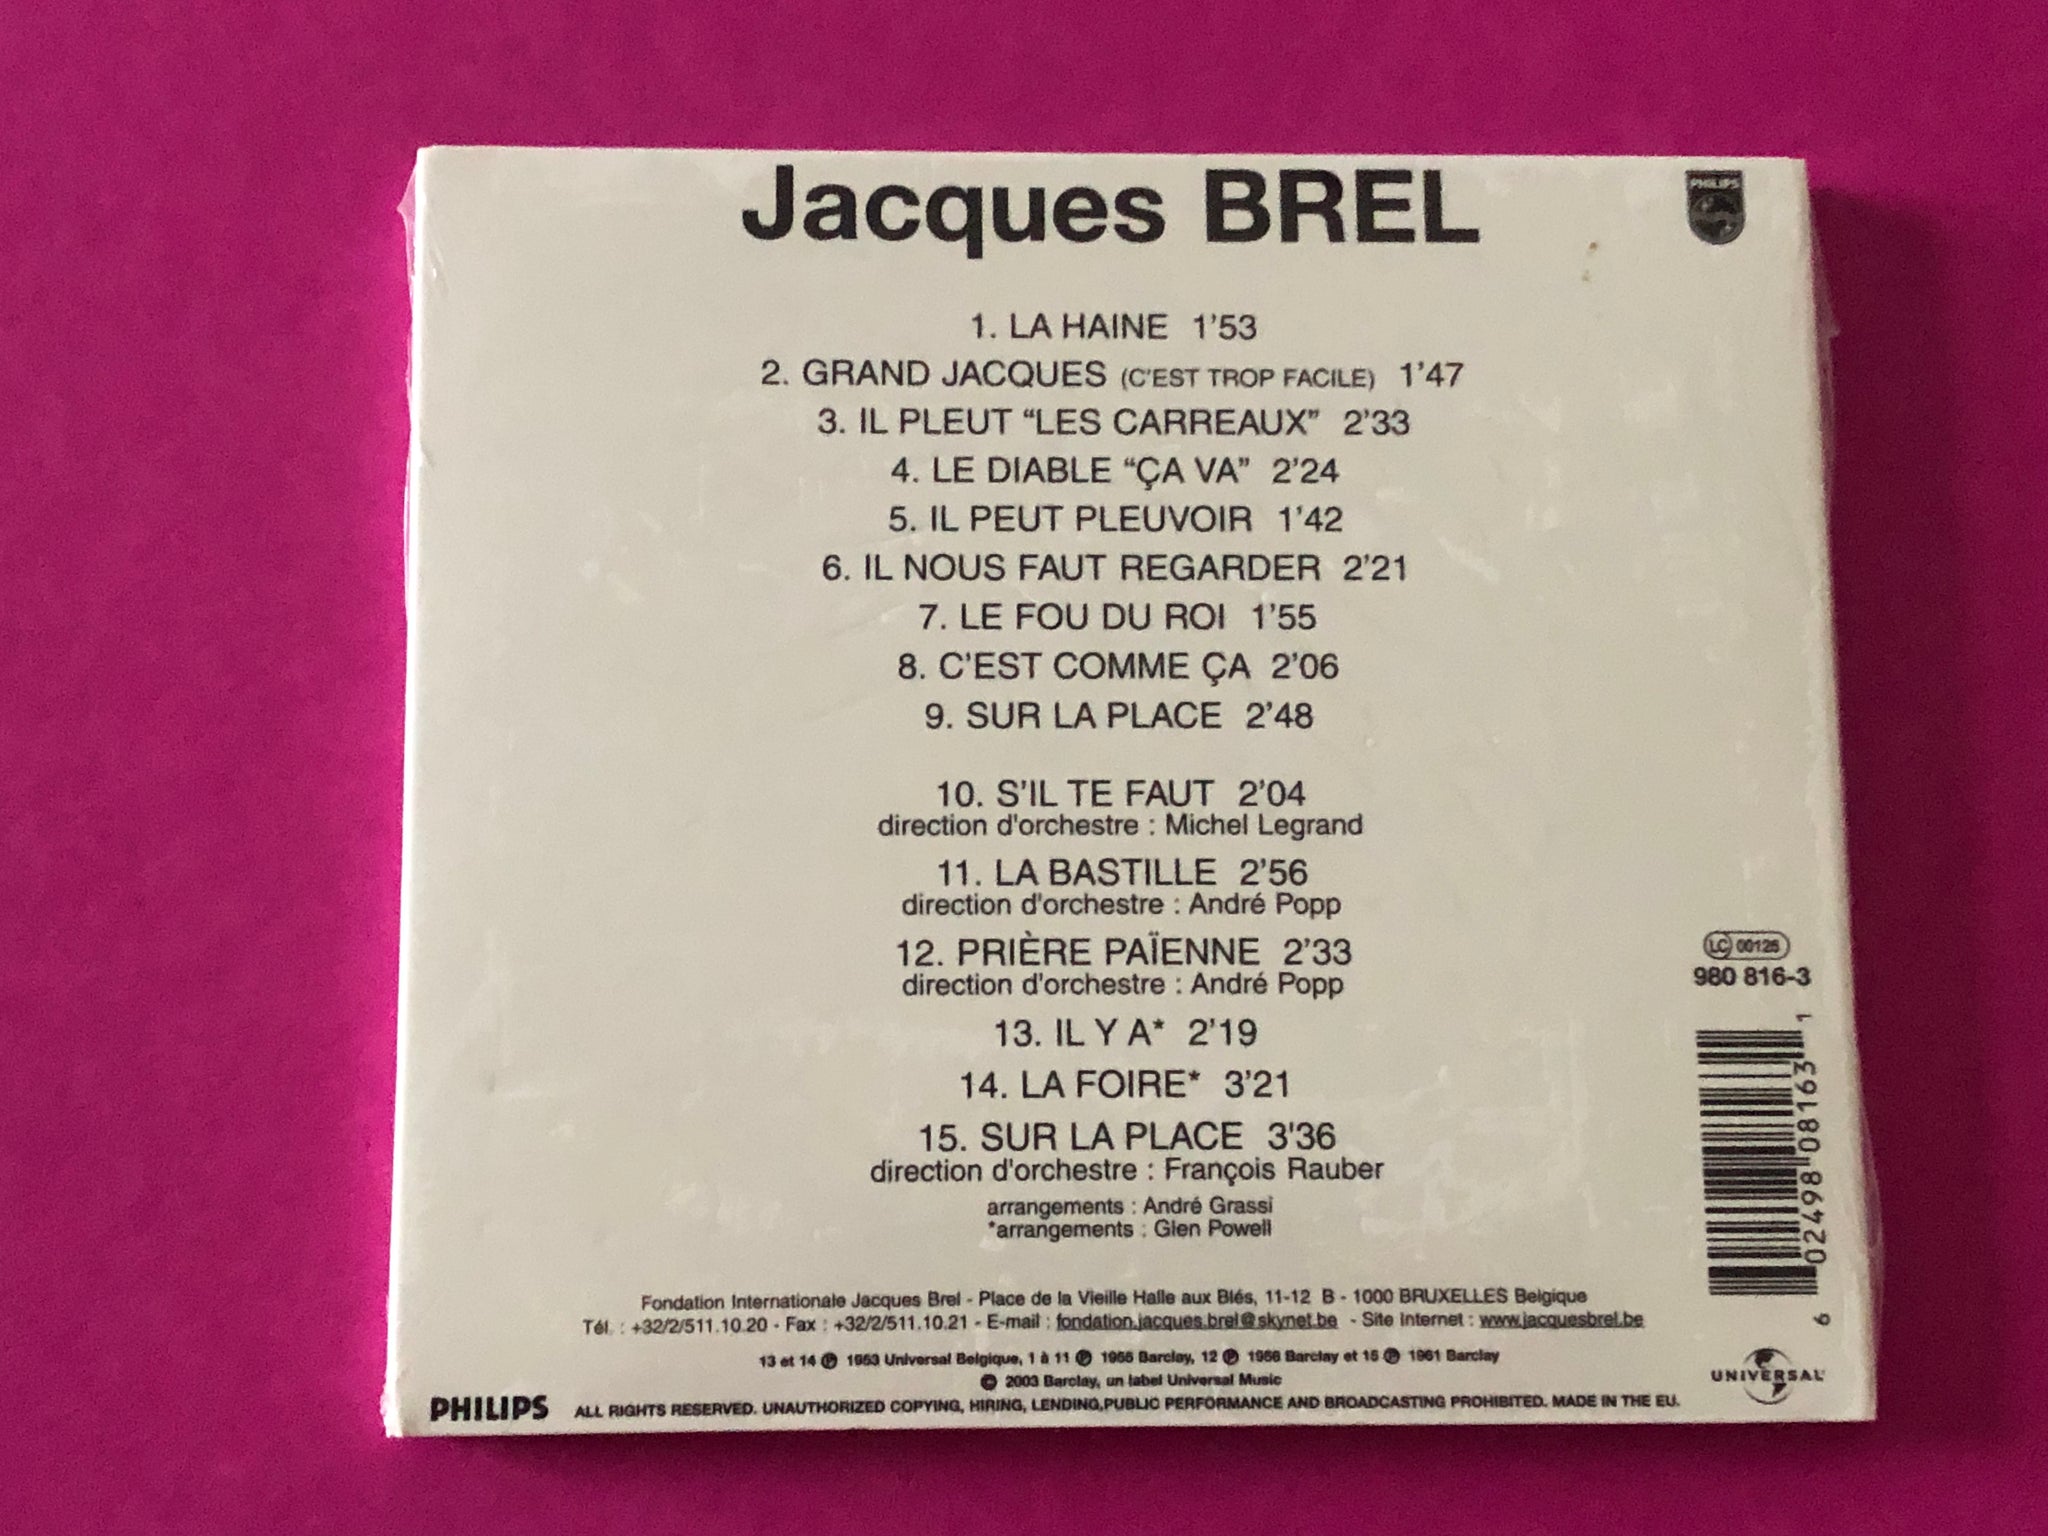 Jacques BREL
PHILIPS
1. LA HAINE 1'53
2. GRAND JACQUES (C'EST TROP FACILE) 1'47
3. IL PLEUT “LES CARREAUX” 2'33
4. LE DIABLE “ÇA VA” 2'24
5. IL PEUT PLEUVOIR 1'42
6. IL NOUS FAUT REGARDER 2'21
7. LE FOU DU ROI 1'55
8. C'EST COMME ÇA 2'06
9. SUR LA PLACE 2'48
10. S'IL TE FAUT 2'04
direction d'orchestre : Michel Legrand
11. LA BASTILLE 2'56
direction d'orchestre : André Popp
12. PRIÈRE PAÏENNE 2'33
direction d'orchestre : André Popp
13. IL Y A* 2'19
14. LA FOIRE* 3'21
15. SUR LA PLACE 3'36
direction d'orchestre : François Rauber
arrangements : André Grassi
*arrangements : Glen Powell
LC 00126
980 816-3
6 02498 08163 1
Fondation Internationale Jacques Brel - Place de la Vieille Halle aux Blés, 11-12 B - 1000 BRUXELLES Belgique
Tél. : +32/2/511.10.20 - Fax : +32/2/511.10.21 - E-mail : fondation.jacques.brel@skynet.be - Site Internet : www.jacquesbrel.be
13 et 14 ℗ 1953 Universal Belgique, 1 à 11 ℗ 1955 Barclay, 12 ℗ 1956 Barclay et 15 ℗ 1961 Barclay
© 2003 Barclay, un label Universal Music
PHILIPS ALL RIGHTS RESERVED. UNAUTHORIZED COPYING, HIRING, LENDING,PUBLIC PERFORMANCE AND BROADCASTING PROHIBITED. MADE IN THE EU.
UNIVERSAL